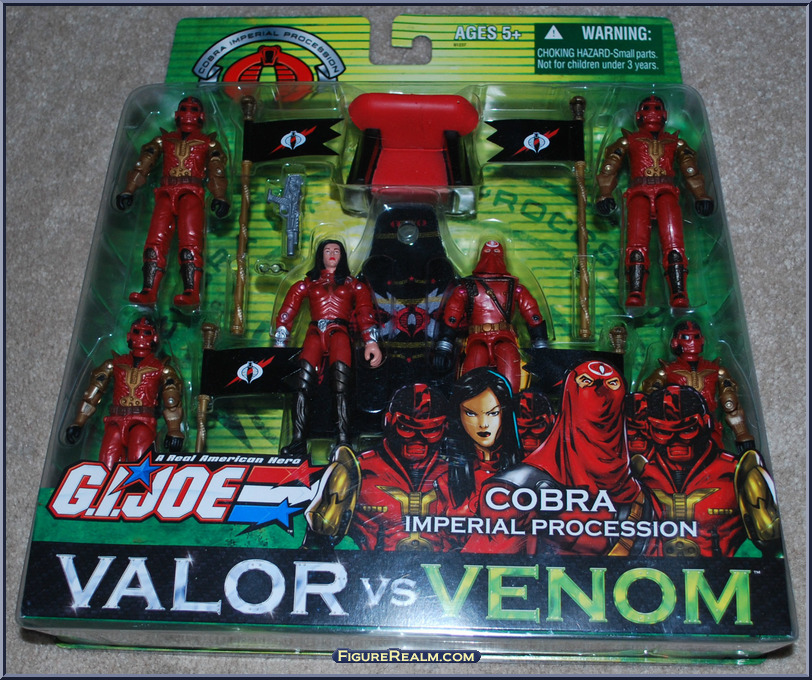 COBRA IMPERIAL PROCESSION
AGES 5+
WARNING:
CHOKING HAZARD-Small parts.
Not for children under 3 years.
A Real American Hero
G.I.JOE
COBRA
IMPERIAL PROCESSION
VALOR VS VENOM™
FIGUREREALM.COM